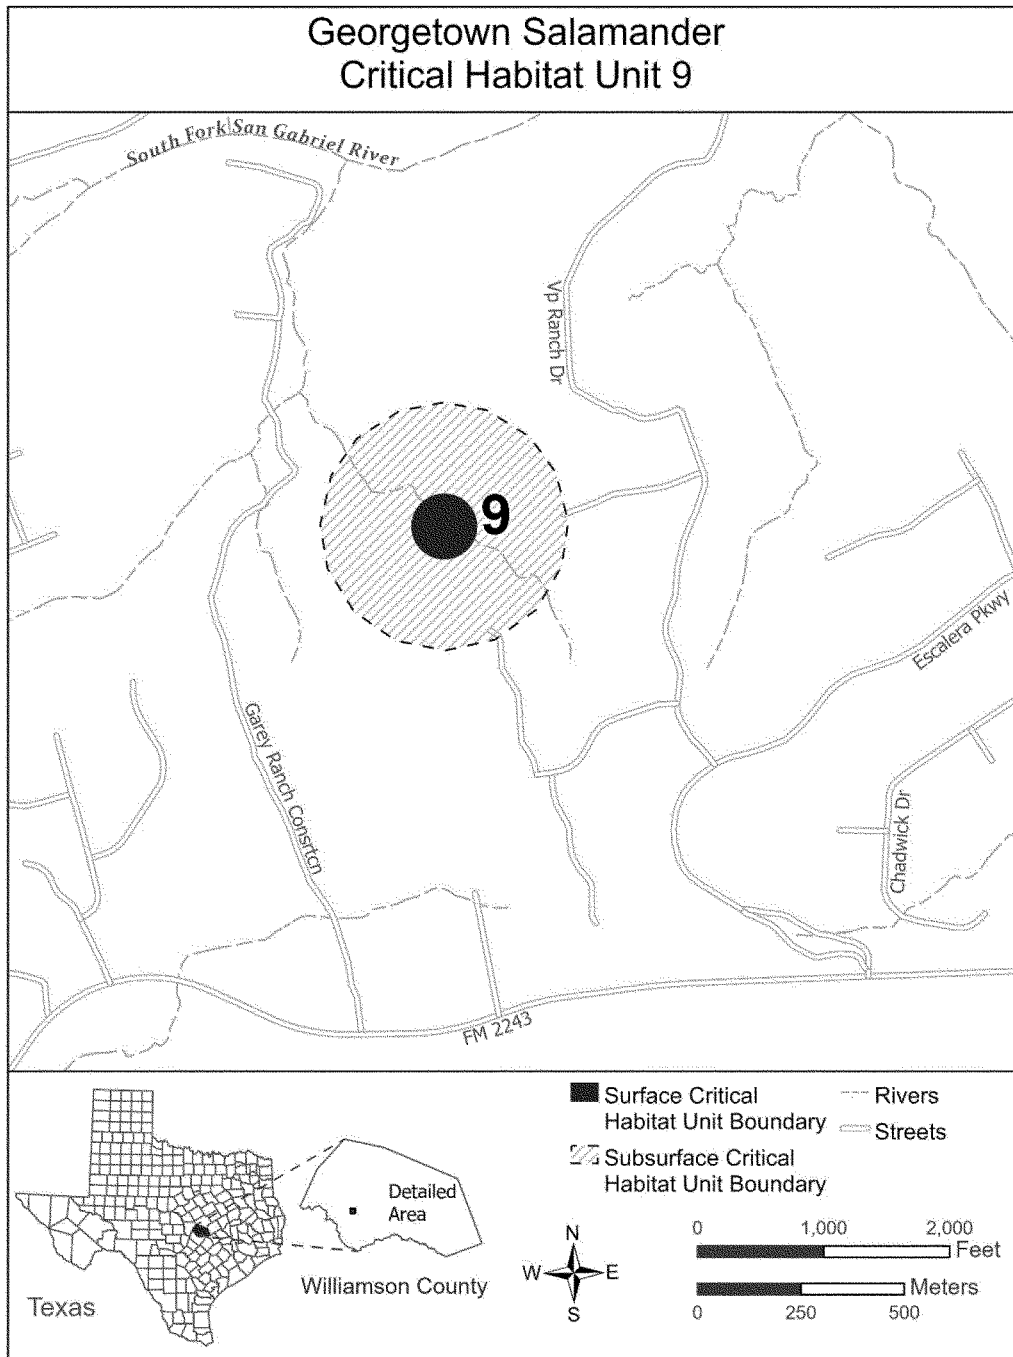 Georgetown Salamander
Critical Habitat Unit 9
South Fork San Gabriel River
Vp Ranch Dr
9
Escalera Pkwy
Garey Ranch Consrtcn
Chadwick Dr
FM 2243
Surface Critical
Habitat Unit Boundary
Subsurface Critical
Habitat Unit Boundary
Rivers
Streets
Detailed
Area
Williamson County
Texas
N
W E
S
0 1,000 2,000
Feet
Meters
0 250 500